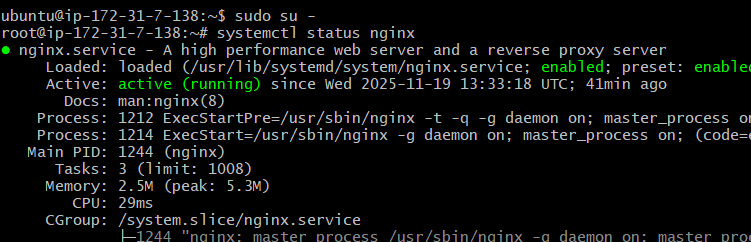 ubuntu@ip-172-31-7-138:~$ sudo su -
root@ip-172-31-7-138:~# systemctl status nginx
● nginx.service - A high performance web server and a reverse proxy server
Loaded: loaded (/usr/lib/systemd/system/nginx.service; enabled; preset: enabled
Active: active (running) since Wed 2025-11-19 13:33:18 UTC; 41min ago
Docs: man:nginx(8)
Process: 1212 ExecStartPre=/usr/sbin/nginx -t -q -g daemon on; master_process on
Process: 1214 ExecStart=/usr/sbin/nginx -g daemon on; master_process on; (code=e
Main PID: 1244 (nginx)
Tasks: 3 (limit: 1008)
Memory: 2.5M (peak: 5.3M)
CPU: 29ms
CGroup: /system.slice/nginx.service
├─1244 "nginx: master process /usr/sbin/nginx -g daemon on; master proc